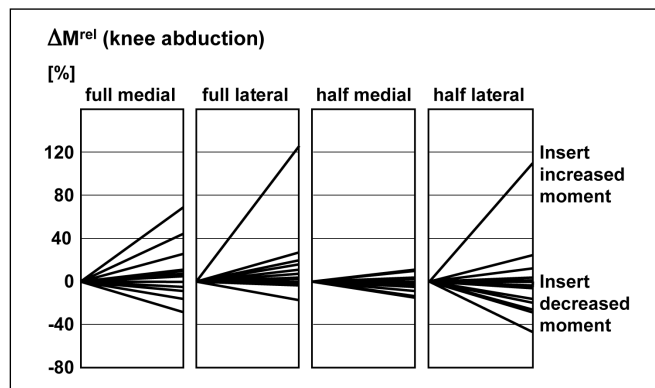 ΔMʳᵉˡ (knee abduction)
[%]
full medial full lateral half medial half lateral
120
80
40
0
-40
-80
Insert
increased
moment
Insert
decreased
moment